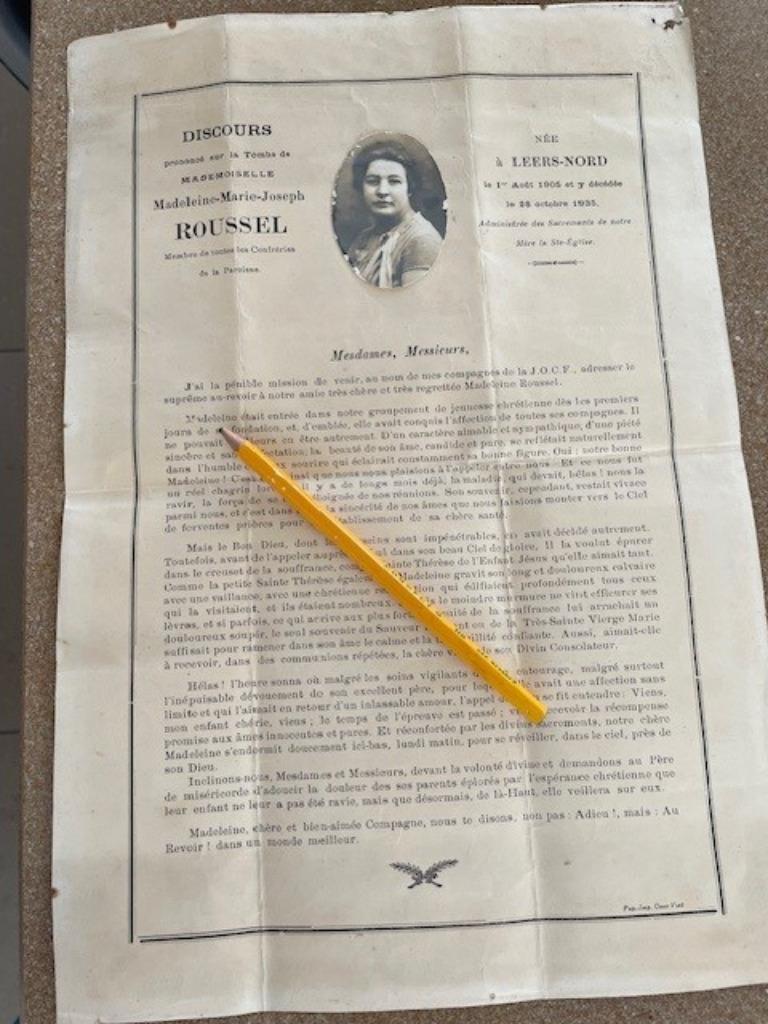 DISCOURS
prononcé sur la Tombe de
MADEMOISELLE
Madeleine-Marie-Joseph
ROUSSEL
Membre de toutes les Confréries
de la Paroisse.
NÉE
à LEERS-NORD
le 1er Août 1905 et y décédée
le 28 octobre 1935.
Administrée des Sacrements de notre
Mère la Ste-Église.
Mesdames, Messieurs,
J'ai la pénible mission de venir, au nom de mes compagnes de la J.O.C.F., adresser le
suprême au-revoir à notre amie très chère et très regrettée Madeleine Roussel.
Madeleine était entrée dans notre groupement de jeunesse chrétienne dès les premiers
jours de fondation, et, d'emblée, elle avait conquis l'affection de toutes ses compagnes. Il
ne pouvait en être autrement. D'un caractère aimable et sympathique, d'une piété
sincère et la beauté de son âme, candide et pure, se reflétait naturellement
dans l'humble sourire qui éclairait constamment sa bonne figure. Oui ; notre bonne
Madeleine ! C'est ainsi que nous nous plaisions à l'appeler entre nous. Et ce nous fut
un réel chagrin il y a de longs mois déjà, la maladie, qui devait, hélas ! nous la
ravir, la força de éloignée de nos réunions. Son souvenir, cependant, restait vivace
parmi nous, et c'est dans la sincérité de nos âmes que nous faisions monter vers le Ciel
de ferventes prières pour établissement de sa chère santé.
Mais le Bon Dieu, dont les desseins sont impénétrables, en avait décidé autrement.
Toutefois, avant de l'appeler auprès lui dans son beau Ciel de gloire, Il la voulut épurer
dans le creuset de la souffrance, Sainte Thérèse de l'Enfant Jésus qu'elle aimait tant.
Comme la petite Sainte Thérèse Madeleine gravit son long et douloureux calvaire
avec une vaillance, avec une chrétienne qui édifiaient profondément tous ceux
qui la visitaient, et ils étaient nombreux. le moindre murmure ne vint effleurer ses
lèvres, et si parfois, ce qui arrive aux plus de la souffrance lui arrachait un
douloureux soupir, le seul souvenir du Sauveur ou de la Très-Sainte Vierge Marie
suffisait pour ramener dans son âme le calme et la confiante. Aussi, aimait-elle
à recevoir, dans des communions répétées, la chère de son Divin Consolateur.
Hélas ! l'heure sonna où malgré les soins vigilants entourage, malgré surtout
l'inépuisable dévouement de son excellent père, pour elle avait une affection sans
limite et qui l'aimait en retour d'un inlassable amour, l'appel se fit entendre : Viens,
mon enfant chérie, viens ; le temps de l'épreuve est passé ; recevoir la récompense
promise aux âmes innocentes et pures. Et réconfortée par les divins sacrements, notre chère
Madeleine s'endormit doucement ici-bas, lundi matin, pour se réveiller, dans le ciel, près de
son Dieu.
Inclinons-nous, Mesdames et Messieurs, devant la volonté divine et demandons au Père
de miséricorde d'adoucir la douleur des ses parents éplorés par l'espérance chrétienne que
leur enfant ne leur a pas été ravie, mais que désormais, de là-Haut, elle veillera sur eux.
Madeleine, chère et bien-aimée Compagne, nous te disons, non pas : Adieu !, mais : Au
Revoir ! dans un monde meilleur.
Pap.-Imp.